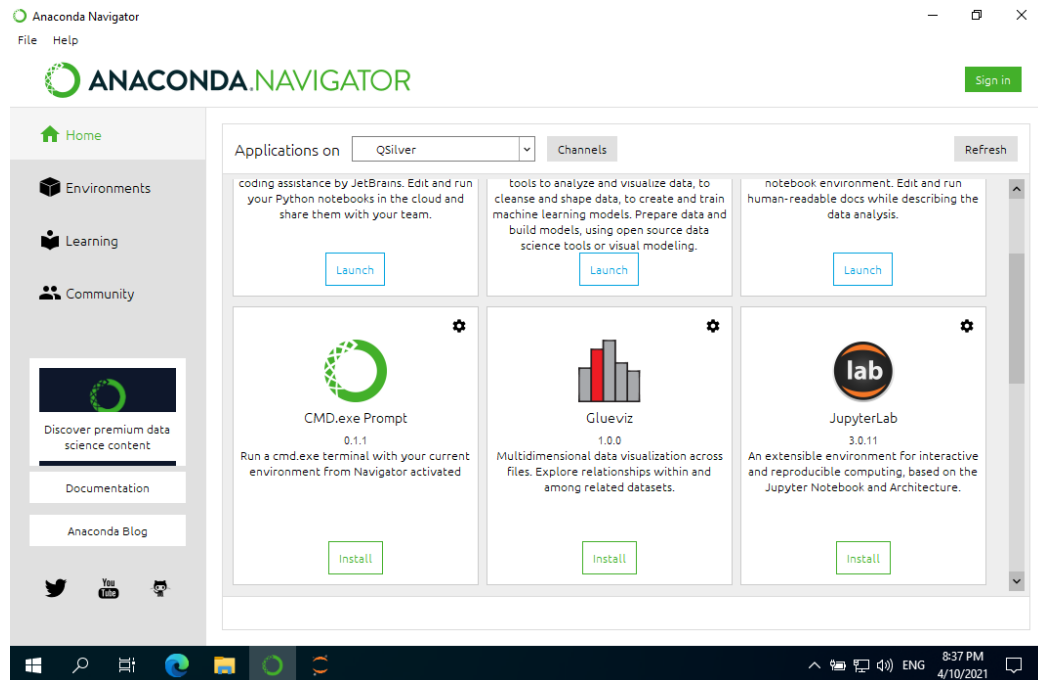 Anaconda Navigator
File Help
ANACONDA.NAVIGATOR
Sign in
Home
Environments
Learning
Community
Discover premium data
science content
Documentation
Anaconda Blog
You
Tube
Applications on QSilver Channels Refresh
coding assistance by JetBrains. Edit and run
your Python notebooks in the cloud and
share them with your team.
Launch
tools to analyze and visualize data, to
cleanse and shape data, to create and train
machine learning models. Prepare data and
build models, using open source data
science tools or visual modeling.
Launch
notebook environment. Edit and run
human-readable docs while describing the
data analysis.
Launch
CMD.exe Prompt
0.1.1
Run a cmd.exe terminal with your current
environment from Navigator activated
Install
Glueviz
1.0.0
Multidimensional data visualization across
files. Explore relationships within and
among related datasets.
Install
lab
JupyterLab
3.0.11
An extensible environment for interactive
and reproducible computing, based on the
Jupyter Notebook and Architecture.
Install
ENG
8:37 PM
4/10/2021